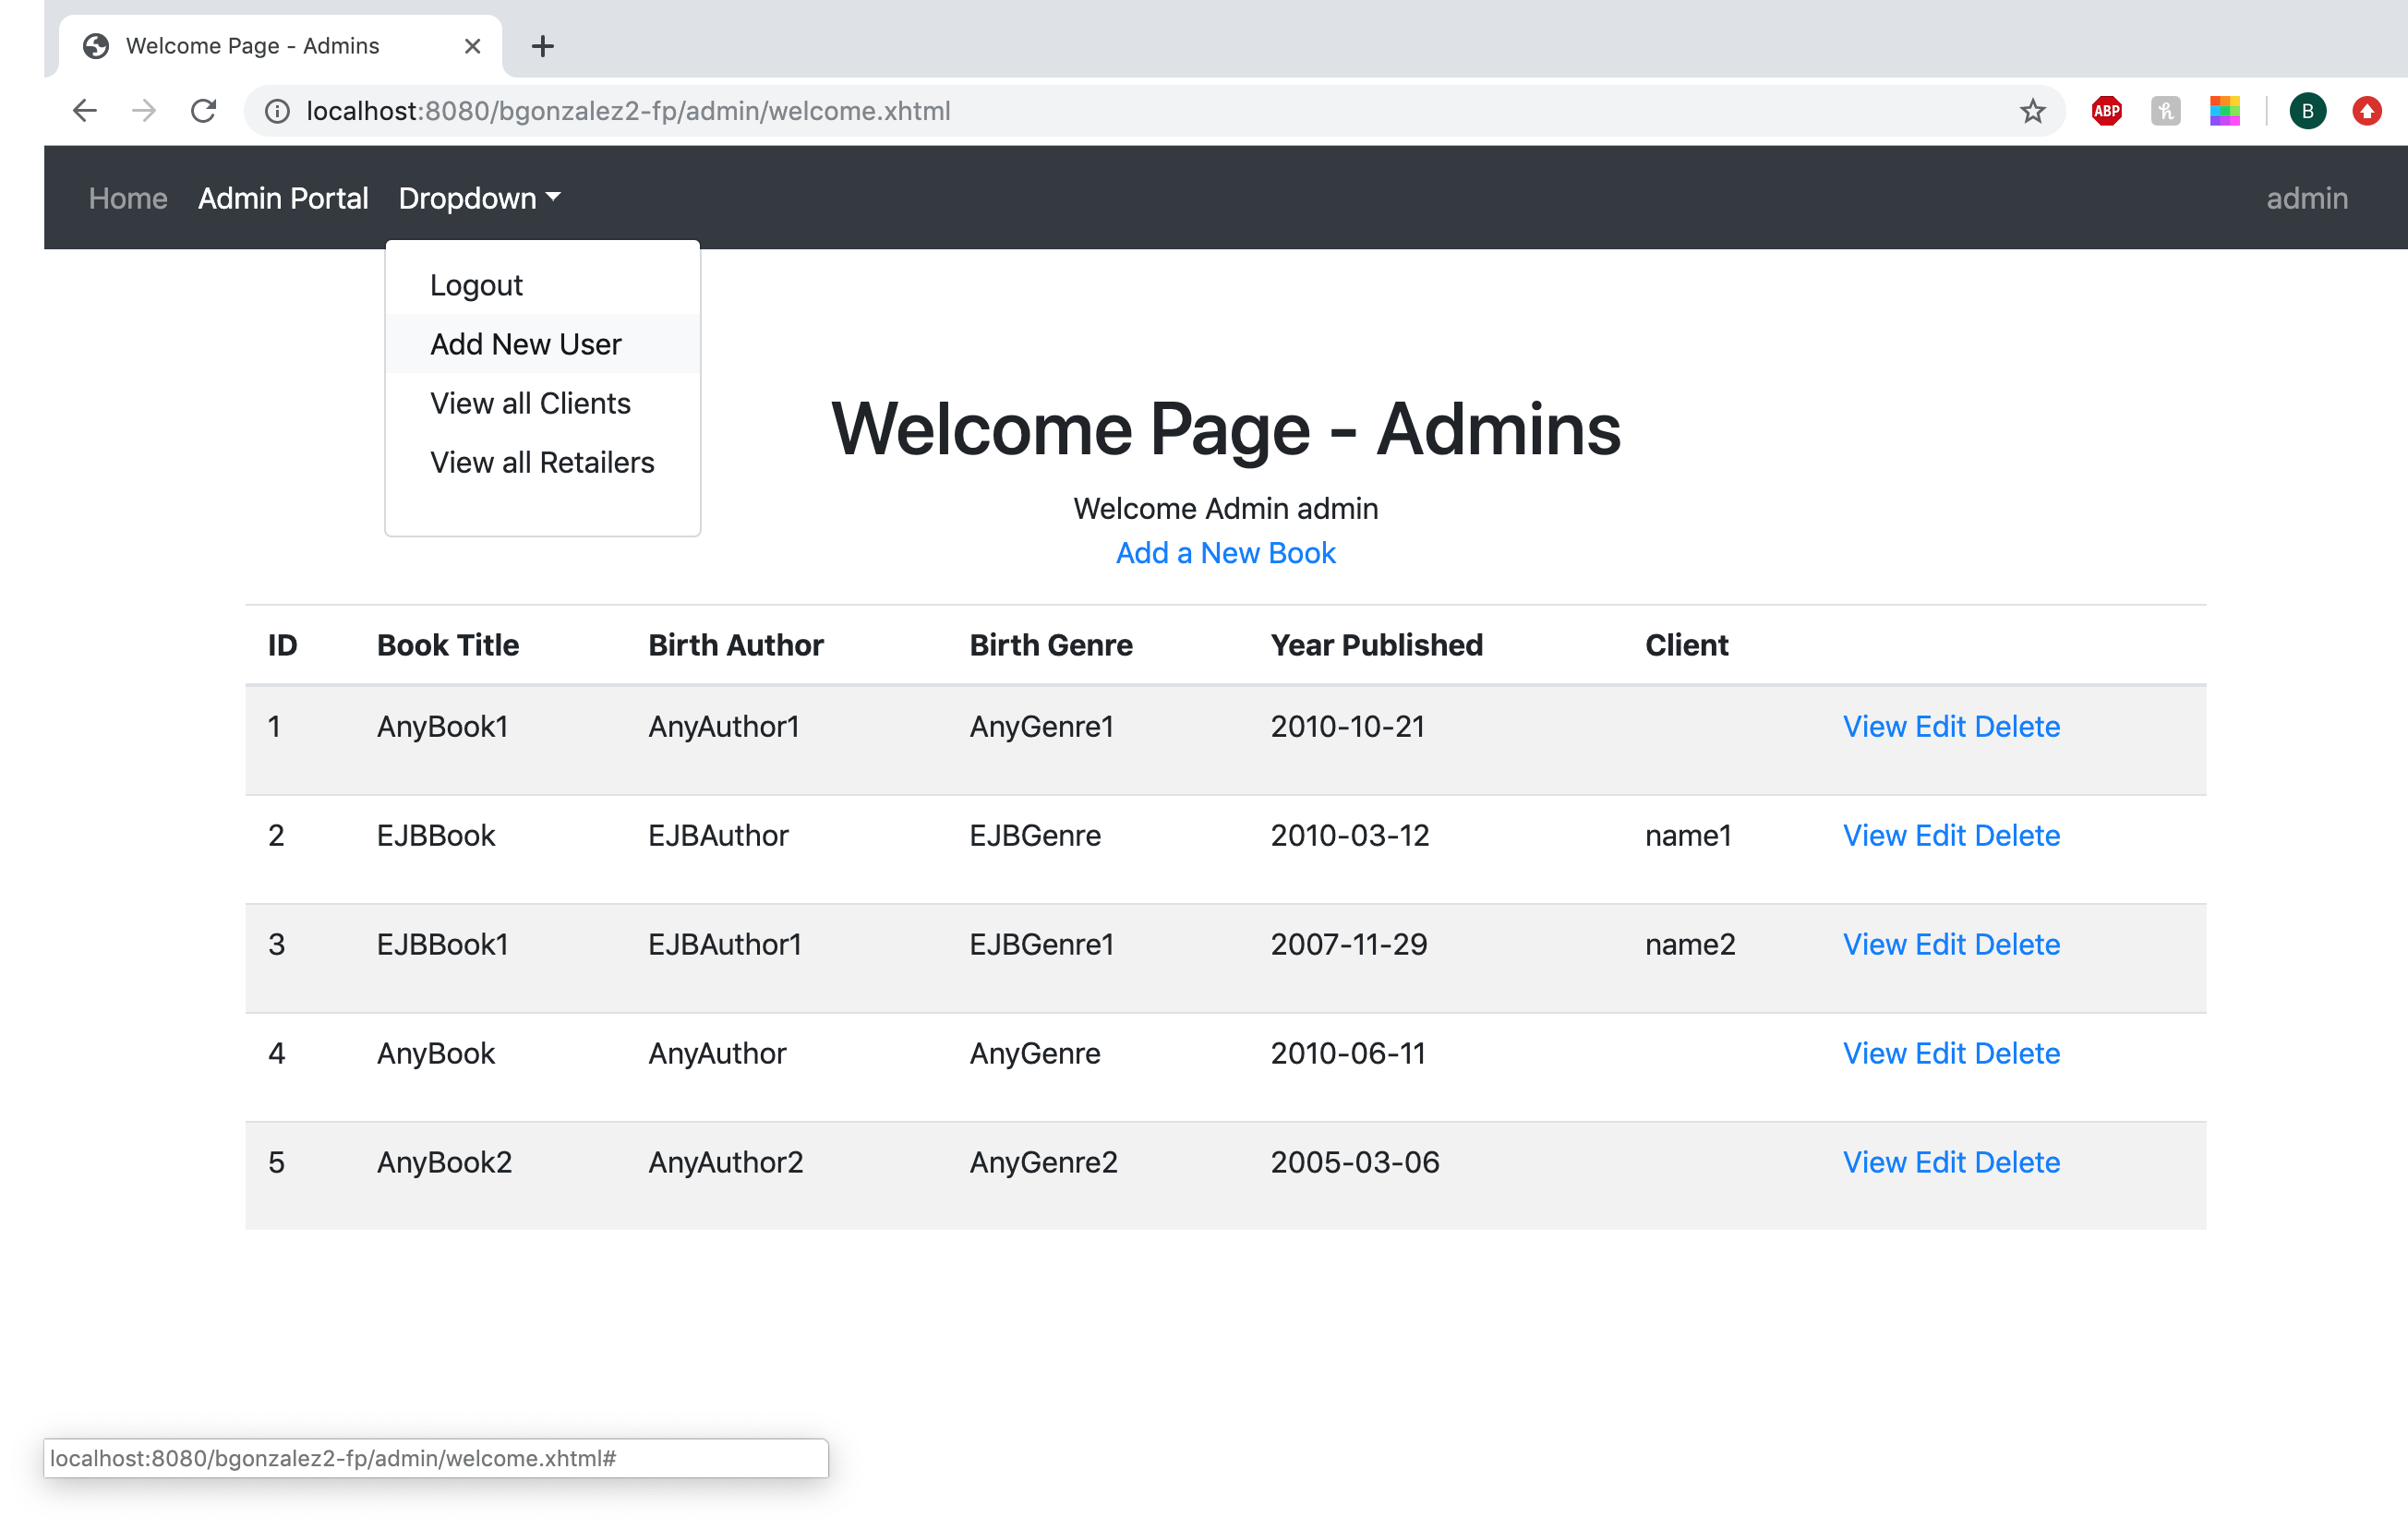 Welcome Page - Admins
localhost:8080/bgonzalez2-fp/admin/welcome.xhtml
ABP
h
B
Home Admin Portal Dropdown admin
Logout
Add New User
View all Clients
View all Retailers
Welcome Page - Admins
Welcome Admin admin
Add a New Book
ID Book Title Birth Author Birth Genre Year Published Client
1 AnyBook1 AnyAuthor1 AnyGenre1 2010-10-21 View Edit Delete
2 EJBBook EJBAuthor EJBGenre 2010-03-12 name1 View Edit Delete
3 EJBBook1 EJBAuthor1 EJBGenre1 2007-11-29 name2 View Edit Delete
4 AnyBook AnyAuthor AnyGenre 2010-06-11 View Edit Delete
5 AnyBook2 AnyAuthor2 AnyGenre2 2005-03-06 View Edit Delete
localhost:8080/bgonzalez2-fp/admin/welcome.xhtml#